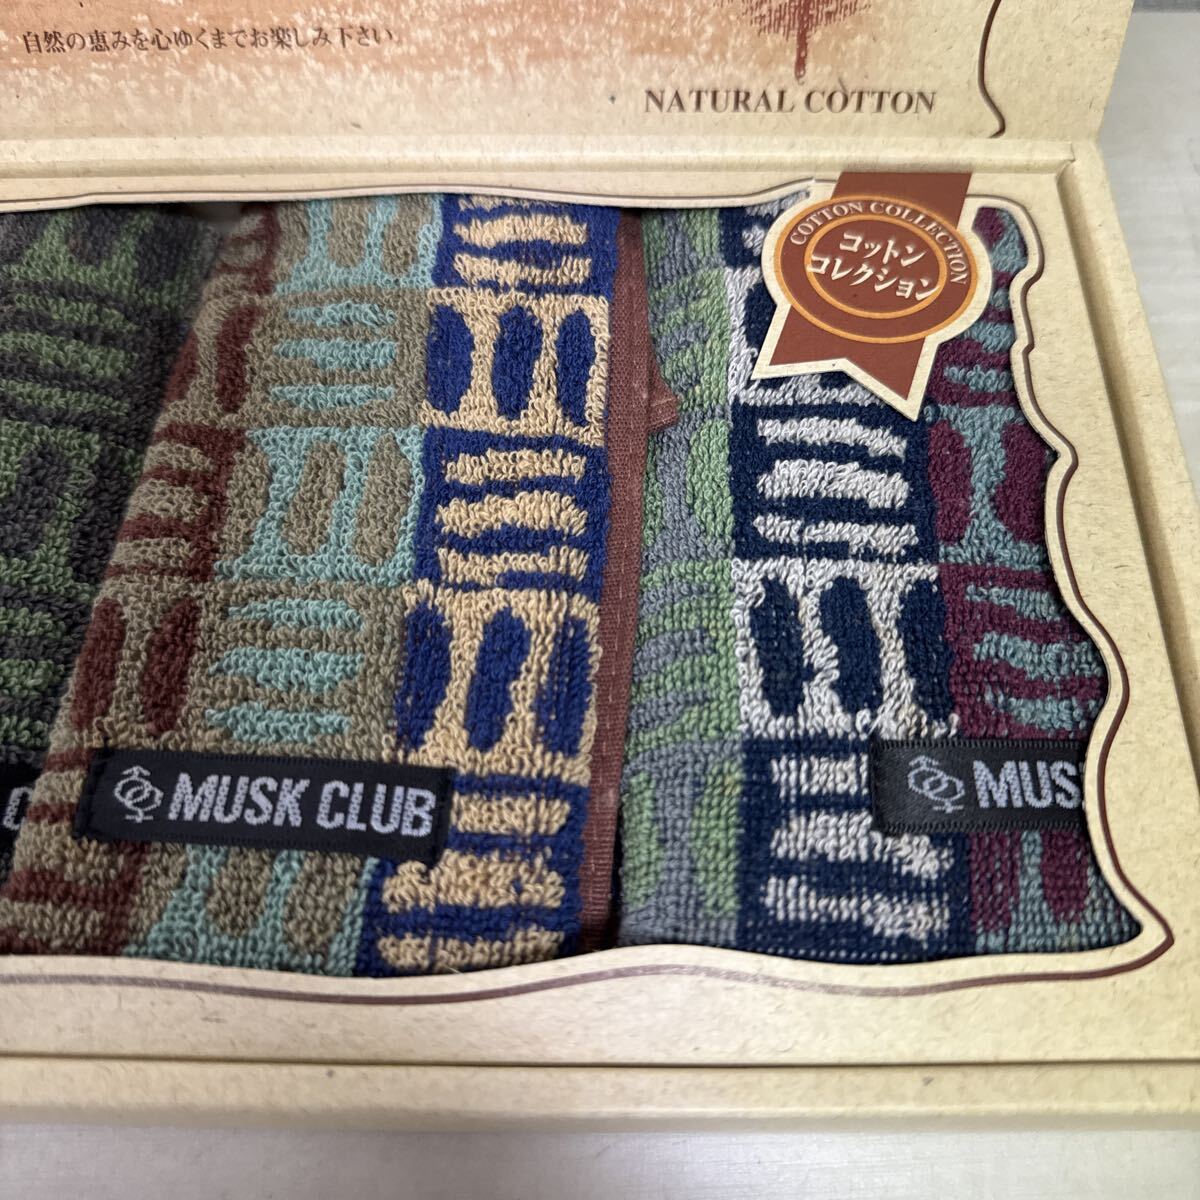 自然の恵みを心ゆくまでお楽しみ下さい
NATURAL COTTON
COTTON COLLECTION
コットン
コレクション
C
MUSK CLUB
MUS